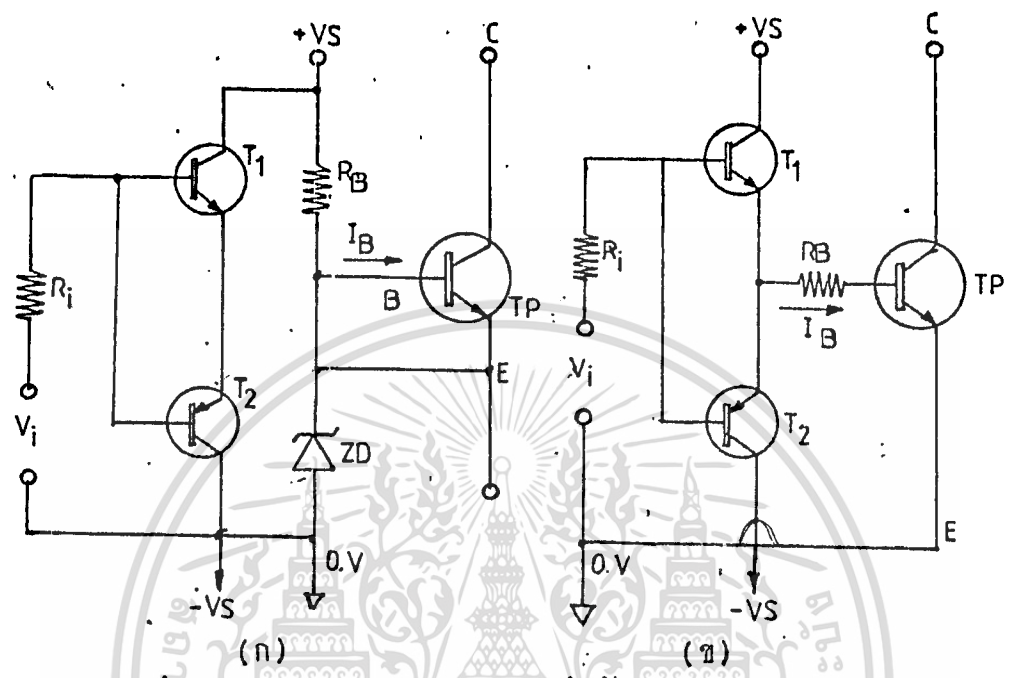 +VS
C
T1
RB
Ri
IB
B
TP
E
T2
Vi
ZD
0.V
-VS
(ก)
+VS
C
T1
Ri
RB
TP
IB
Vi
T2
E
0.V
-VS
(ข)